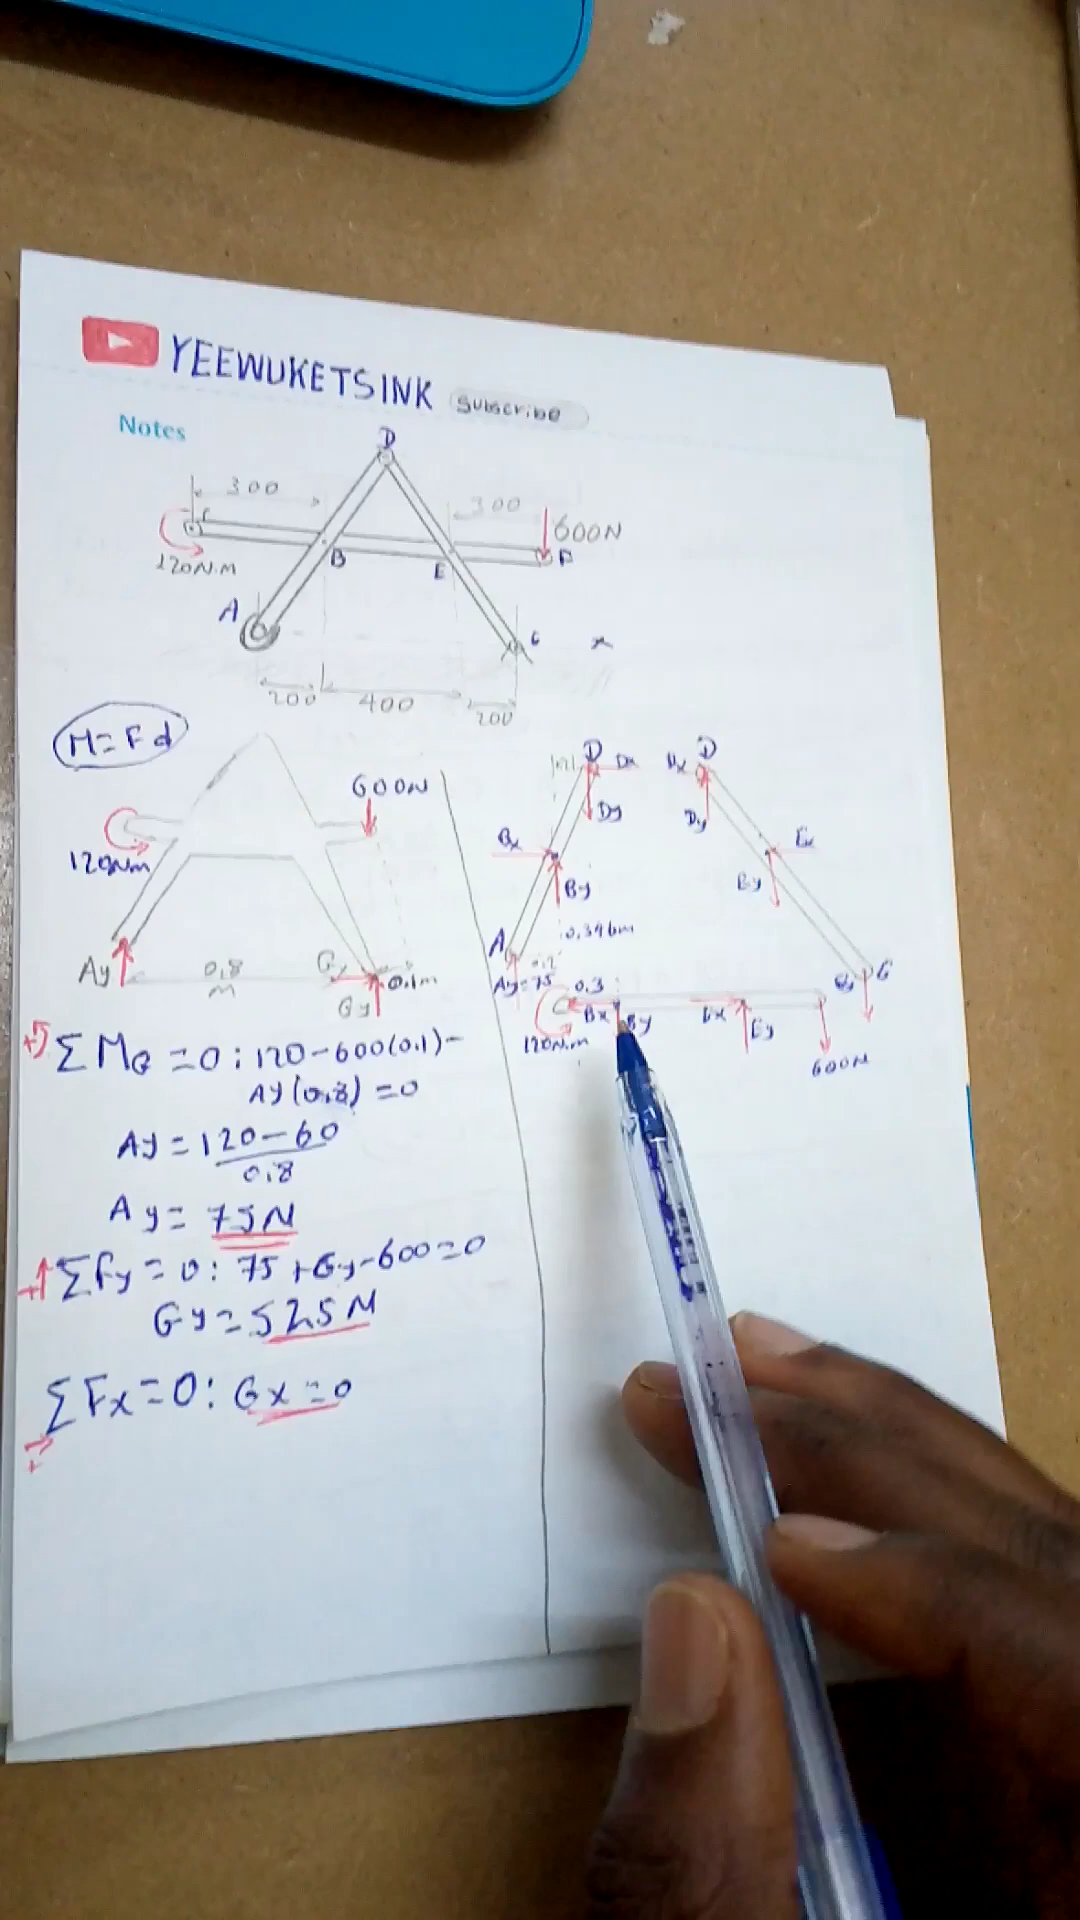 YEEWUKETSINK subscribe
Notes
D
300
300
600N
120N.M
B
E
F
A
G
x
200
400
200
M=Fd
600N
120Nm
Ay
0.8
m
Gx
0.1m
Gy
+ΣMG=0: 120-600(0.1)-
Ay(0.8)=0
Ay=120-60
0.8
Ay=75N
+ΣFy=0: 75+Gy-600=0
Gy=525N
ΣFx=0: Gx=0
+
D
Dx
Dy
Bx
By
0.346m
A
Ay=75
D
Dx
Dy
Ex
Ey
G
0.3
C
Bx
By
Ex
Ey
120N.m
600N